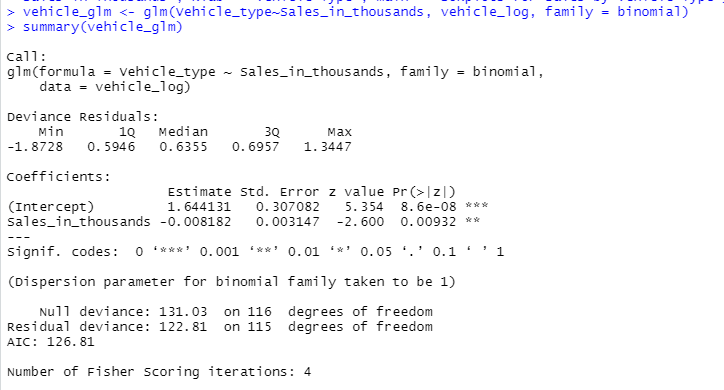 > vehicle_glm <- glm(Vehicle_type~Sales_in_thousands, vehicle_log, family = binomial)
> summary(vehicle_glm)

Call:
glm(formula = Vehicle_type ~ Sales_in_thousands, family = binomial,
    data = vehicle_log)

Deviance Residuals:
    Min      1Q  Median      3Q     Max
-1.8728  0.5946  0.6355  0.6957  1.3447

Coefficients:
                    Estimate Std. Error z value Pr(>|z|)
(Intercept)         1.644131   0.307082   5.354  8.6e-08 ***
Sales_in_thousands -0.008182   0.003147  -2.600  0.00932 **
---
Signif. codes:  0 ‘***’ 0.001 ‘**’ 0.01 ‘*’ 0.05 ‘.’ 0.1 ‘ ’ 1

(Dispersion parameter for binomial family taken to be 1)

    Null deviance: 131.03  on 116  degrees of freedom
Residual deviance: 122.81  on 115  degrees of freedom
AIC: 126.81

Number of Fisher Scoring iterations: 4